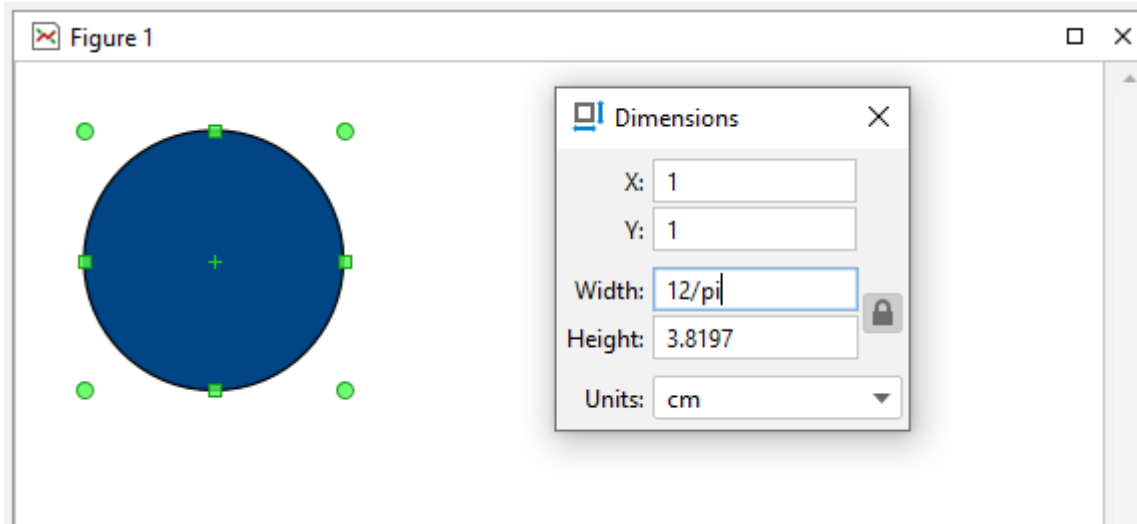 Figure 1
Dimensions
X: 1
Y: 1
Width: 12/pi
Height: 3.8197
Units: cm